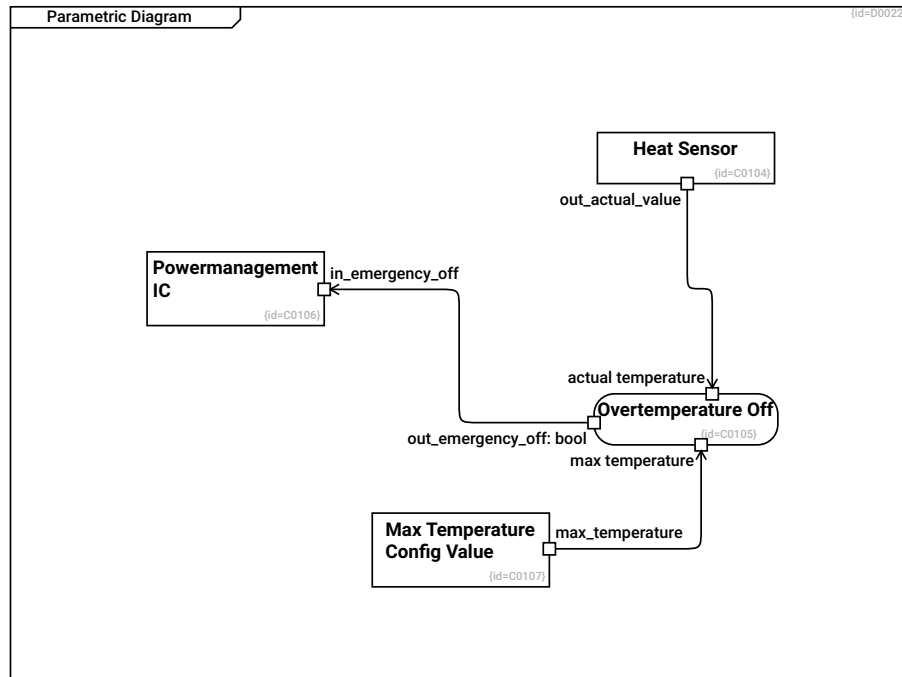 Parametric Diagram
{id=D0022
Heat Sensor
{id=C0104}
out_actual_value
Powermanagement
IC
{id=C0106}
in_emergency_off
actual temperature
Overtemperature Off
{id=C0105}
out_emergency_off: bool
max temperature
Max Temperature
Config Value
{id=C0107}
max_temperature